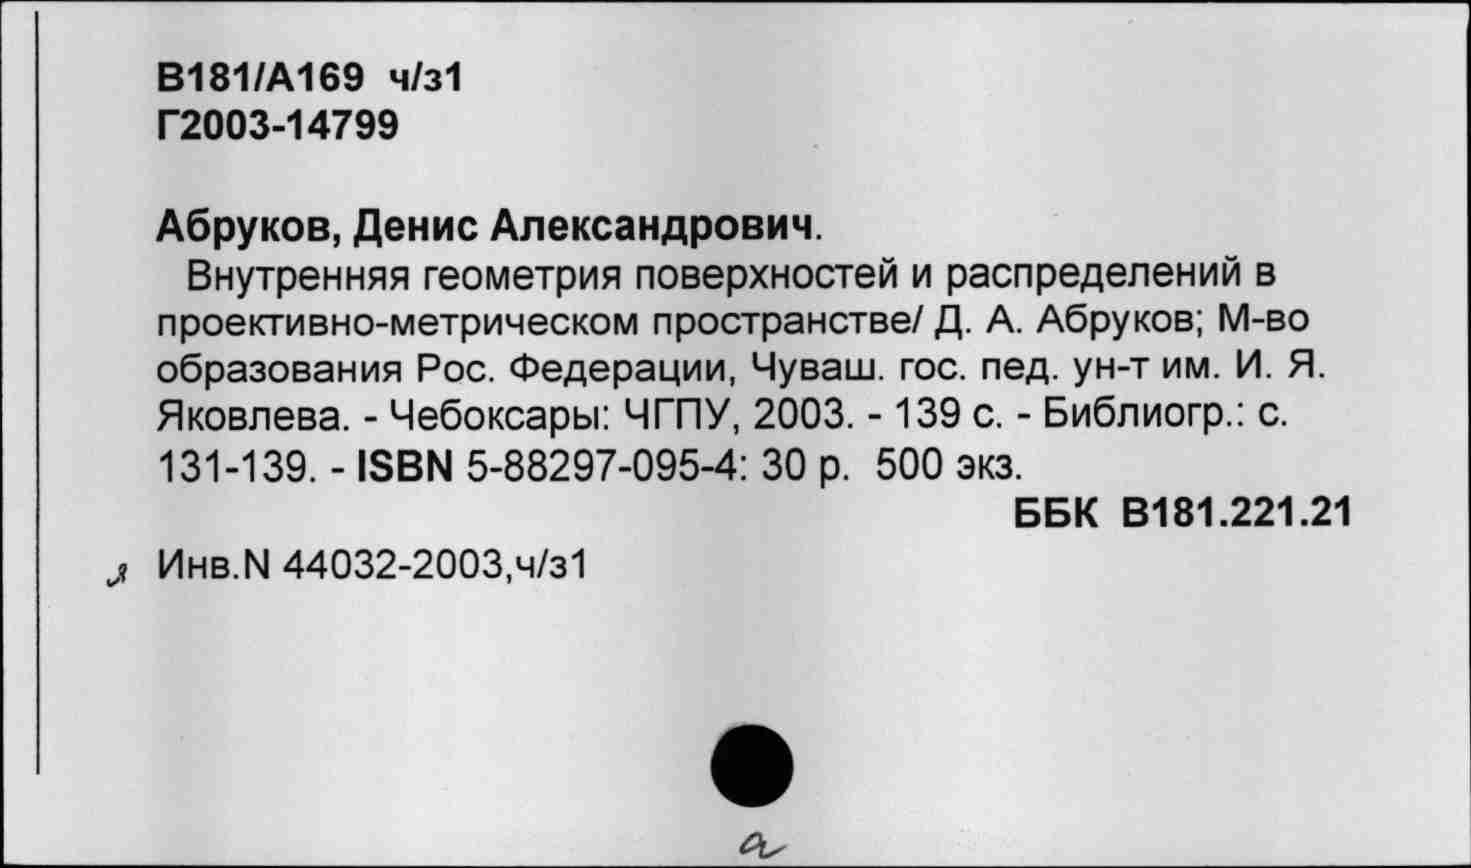 В181/А169 ч/з1
Г2003-14799
Абруков, Денис Александрович.
Внутренняя геометрия поверхностей и распределений в
проективно-метрическом пространстве/ Д. А. Абруков; М-во
образования Рос. Федерации, Чуваш. гос. пед. ун-т им. И. Я.
Яковлева. - Чебоксары: ЧГПУ, 2003. - 139 с. - Библиогр.: с.
131-139. - ISBN 5-88297-095-4: 30 р. 500 экз.
ББК В181.221.21
Инв.N 44032-2003,ч/з1